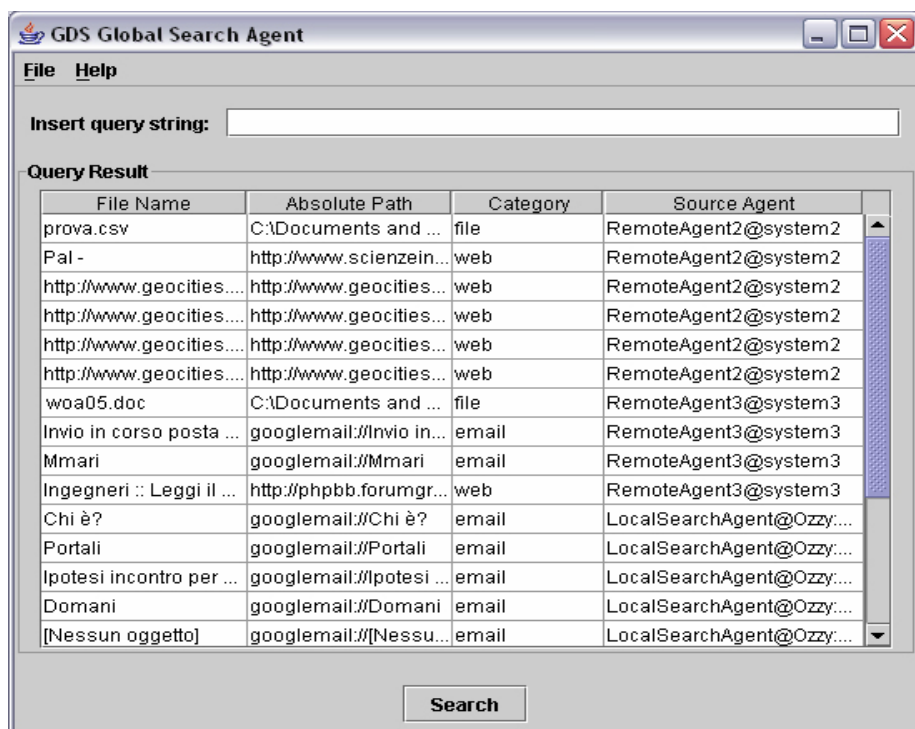 GDS Global Search Agent
File Help
Insert query string:
Query Result
File Name Absolute Path Category Source Agent
prova.csv C:\Documents and ... file RemoteAgent2@system2
Pal - http://www.scienzein... web RemoteAgent2@system2
http://www.geocities.... http://www.geocities... web RemoteAgent2@system2
http://www.geocities.... http://www.geocities... web RemoteAgent2@system2
http://www.geocities.... http://www.geocities... web RemoteAgent2@system2
http://www.geocities.... http://www.geocities... web RemoteAgent2@system2
woa05.doc C:\Documents and ... file RemoteAgent3@system3
Invio in corso posta ... googlemail://Invio in... email RemoteAgent3@system3
Mmari googlemail://Mmari email RemoteAgent3@system3
Ingegneri :: Leggi il ... http://phpbb.forumgr... web RemoteAgent3@system3
Chi è? googlemail://Chi è? email LocalSearchAgent@Ozzy:...
Portali googlemail://Portali email LocalSearchAgent@Ozzy:...
Ipotesi incontro per ... googlemail://Ipotesi ... email LocalSearchAgent@Ozzy:...
Domani googlemail://Domani email LocalSearchAgent@Ozzy:...
[Nessun oggetto] googlemail://[Nessu... email LocalSearchAgent@Ozzy:...
Search